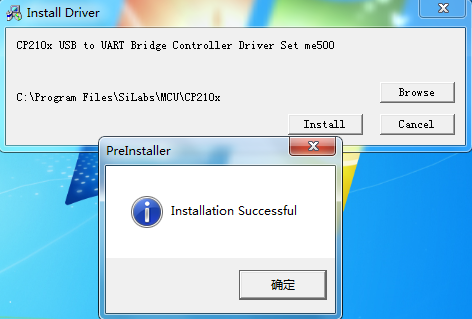 Install Driver
CP210x USB to UART Bridge Controller Driver Set me500
C:\Program Files\SiLabs\MCU\CP210x
Browse
Install
Cancel
PreInstaller
Installation Successful
确定